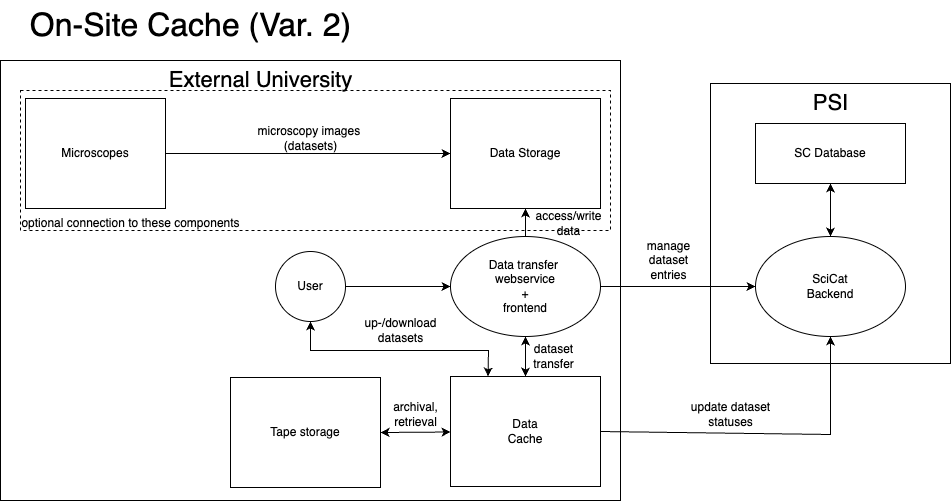 On-Site Cache (Var. 2)
External University
PSI
microscopy images
(datasets)
Microscopes
Data Storage
SC Database
optional connection to these components
access/write
data
manage
dataset
entries
Data transfer
webservice
+
frontend
User
SciCat
Backend
up-/download
datasets
dataset
transfer
archival,
retrieval
update dataset
statuses
Tape storage
Data
Cache